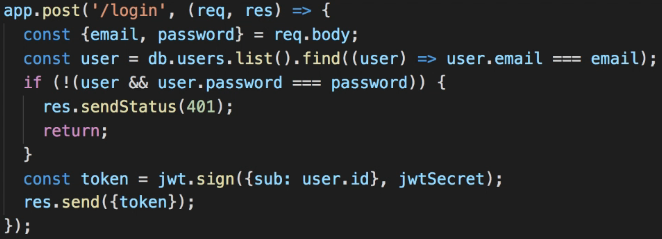 app.post('/login', (req, res) => {
  const {email, password} = req.body;
  const user = db.users.list().find((user) => user.email === email);
  if (!(user && user.password === password)) {
    res.sendStatus(401);
    return;
  }
  const token = jwt.sign({sub: user.id}, jwtSecret);
  res.send({token});
});